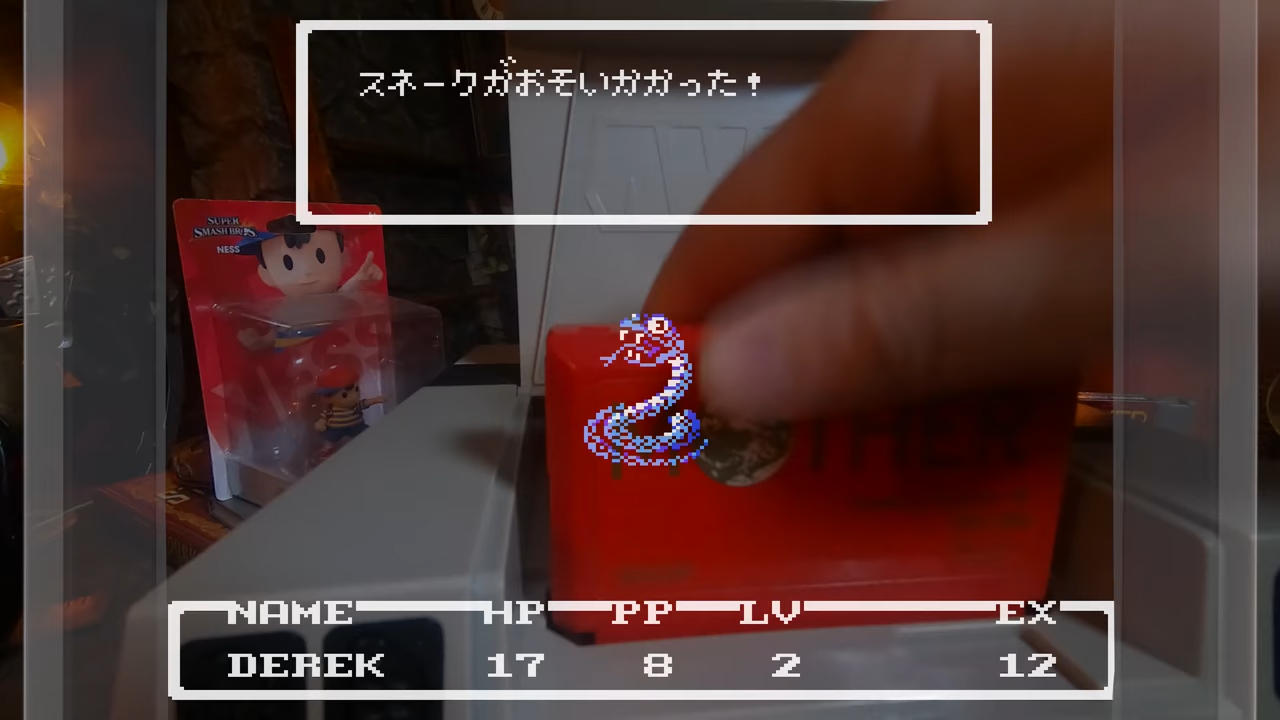 スネークがおそいかかった!
SUPER
SMASH BROS
NESS
NAME HP PP LV EX
DEREK 17 8 2 12